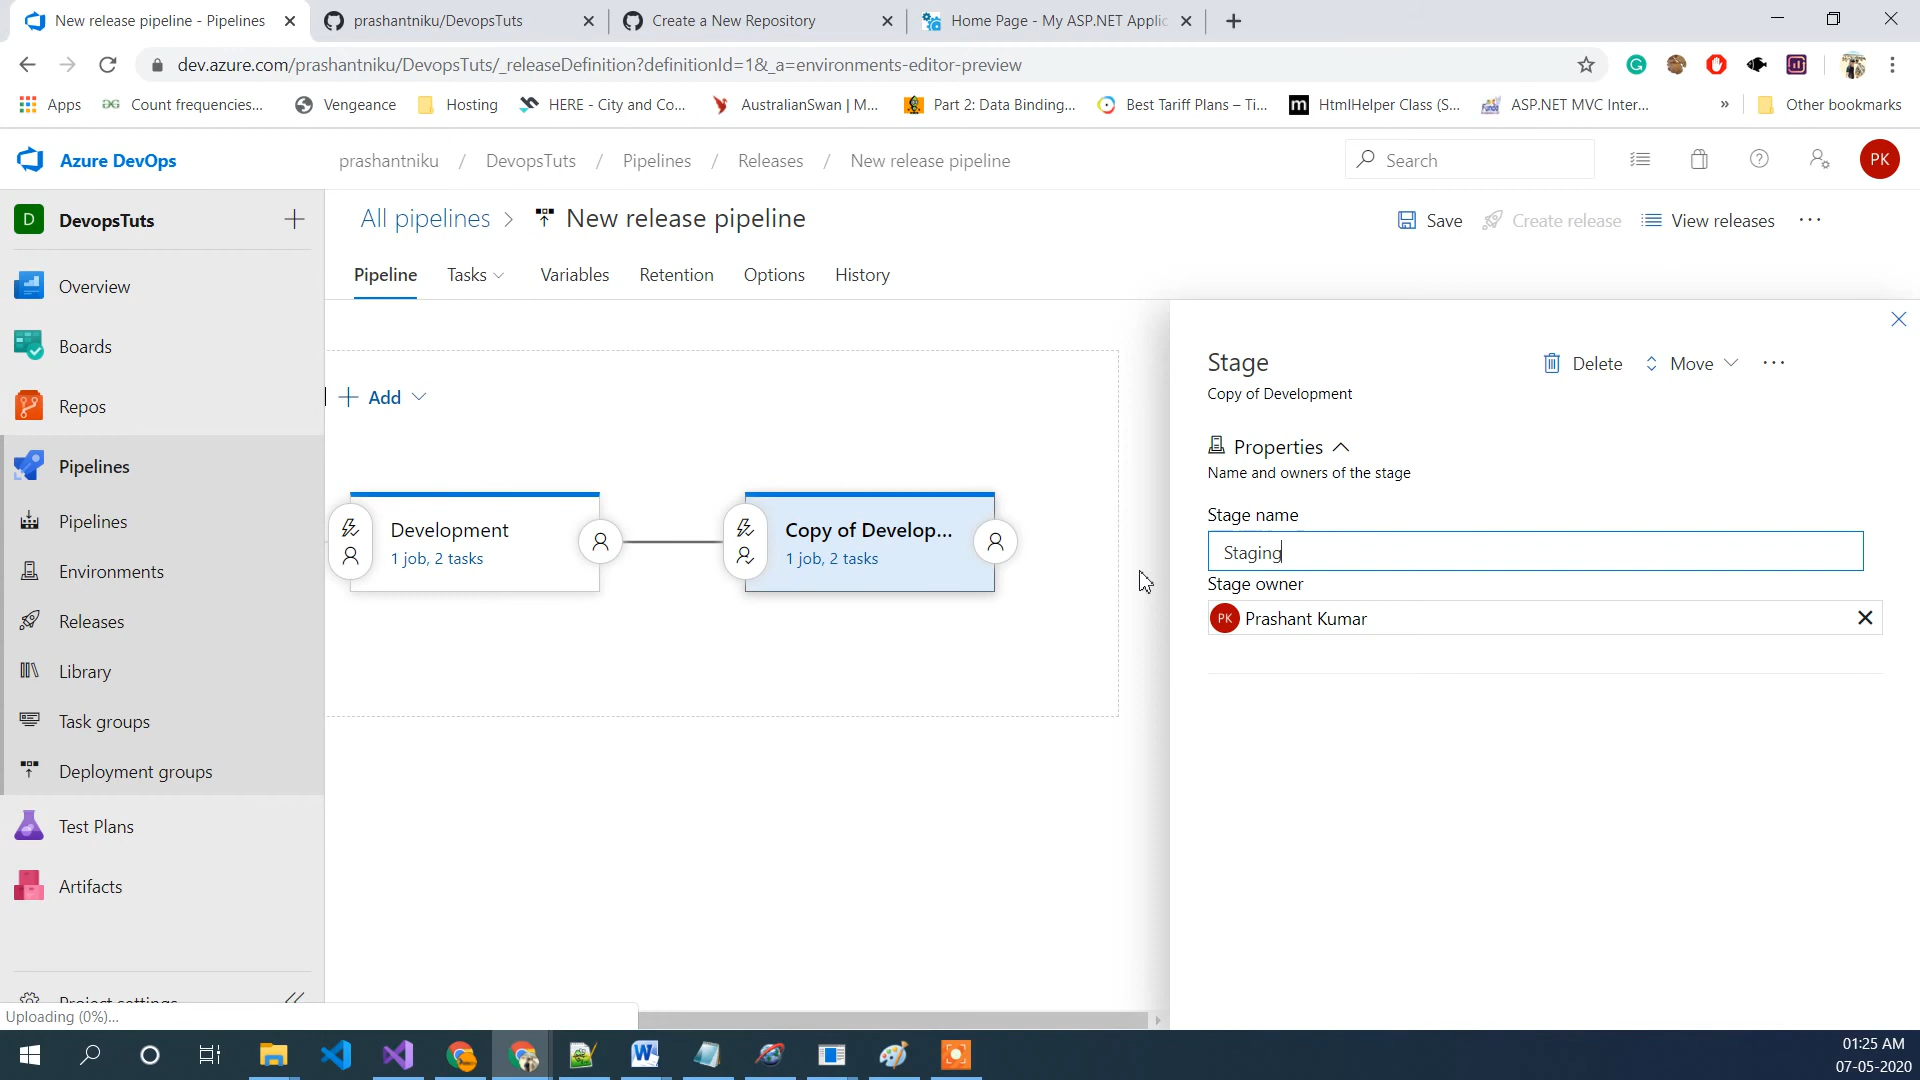 New release pipeline - Pipelines
prashantniku/DevopsTuts
Create a New Repository
Home Page - My ASP.NET Applic
dev.azure.com/prashantniku/DevopsTuts/_releaseDefinition?definitionId=1&_a=environments-editor-preview
Apps
Count frequencies...
Vengeance
Hosting
HERE - City and Co...
AustralianSwan | M...
Part 2: Data Binding...
Best Tariff Plans – Ti...
HtmlHelper Class (S...
ASP.NET MVC Inter...
»
Other bookmarks
Azure DevOps
prashantniku / DevopsTuts / Pipelines / Releases / New release pipeline
Search
PK
D DevopsTuts
All pipelines > New release pipeline
Save
Create release
View releases
Pipeline
Tasks
Variables
Retention
Options
History
Overview
Boards
Repos
Pipelines
Pipelines
Environments
Releases
Library
Task groups
Deployment groups
Test Plans
Artifacts
Project settings
Add
Development
1 job, 2 tasks
Copy of Develop...
1 job, 2 tasks
Stage
Delete
Move
Copy of Development
Properties
Name and owners of the stage
Stage name
Staging
Stage owner
PK Prashant Kumar
Uploading (0%)...
01:25 AM
07-05-2020